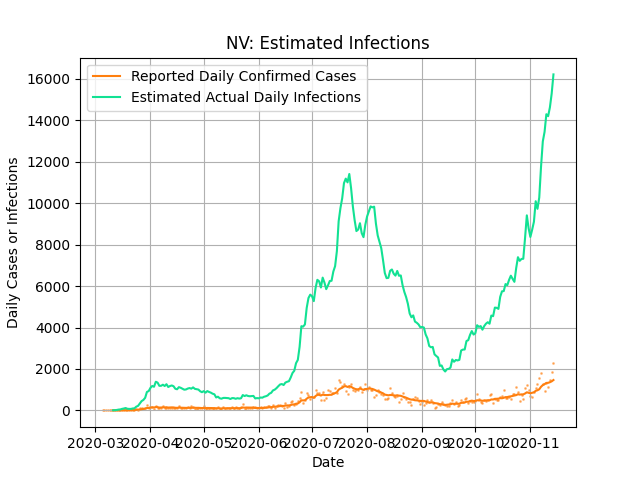 NV: Estimated Infections
Reported Daily Confirmed Cases
Estimated Actual Daily Infections
Daily Cases or Infections
16000
14000
12000
10000
8000
6000
4000
2000
0
2020-03 2020-04 2020-05 2020-06 2020-07 2020-08 2020-09 2020-10 2020-11
Date